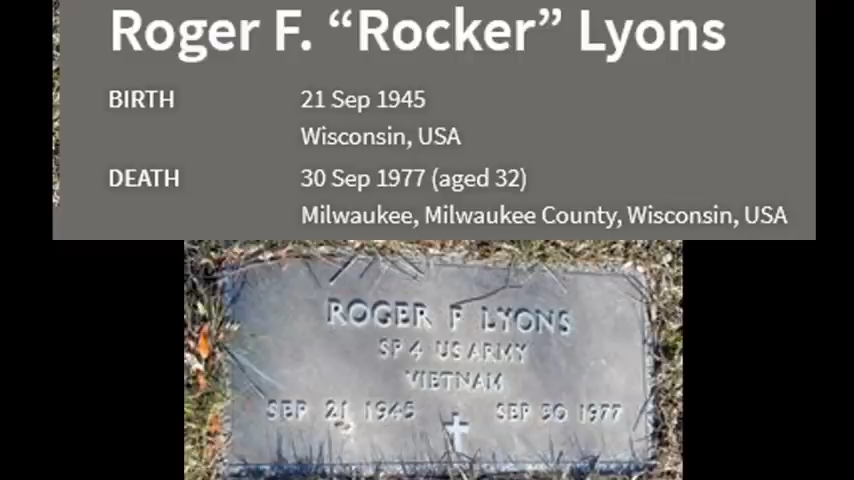 Roger F. “Rocker” Lyons
BIRTH 21 Sep 1945
Wisconsin, USA
DEATH 30 Sep 1977 (aged 32)
Milwaukee, Milwaukee County, Wisconsin, USA
ROGER F LYONS
SP 4 US ARMY
VIETNAM
SEP 21 1945 SEP 30 1977